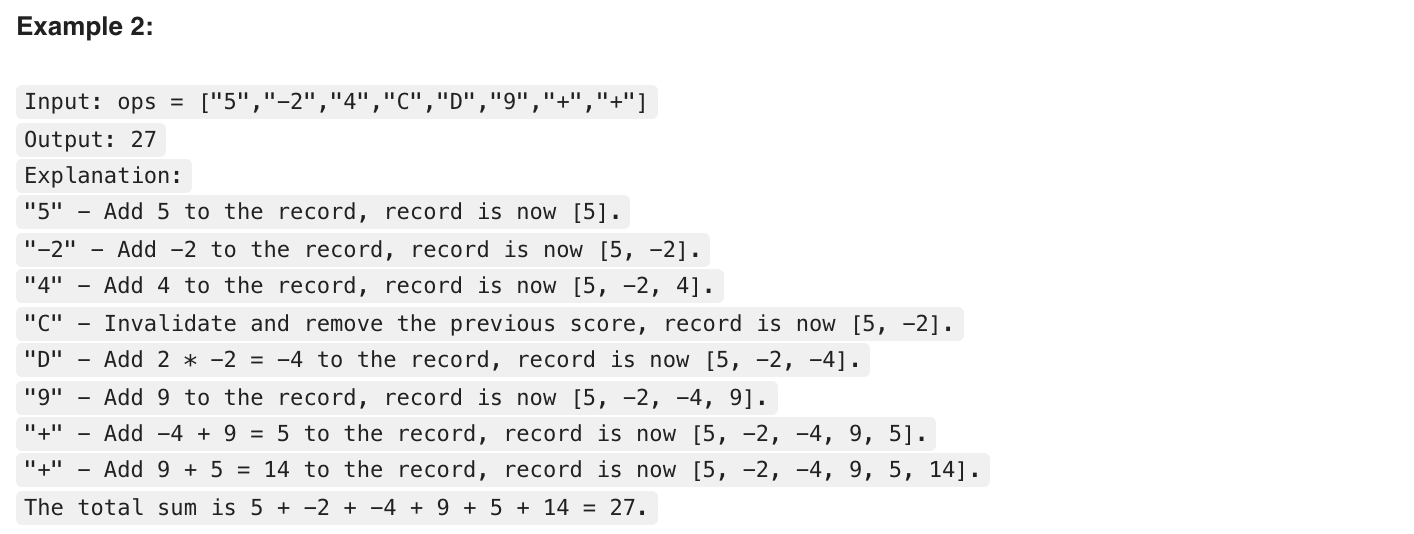 Example 2:
Input: ops = ["5","-2","4","C","D","9","+","+"]
Output: 27
Explanation:
"5" - Add 5 to the record, record is now [5].
"-2" - Add -2 to the record, record is now [5, -2].
"4" - Add 4 to the record, record is now [5, -2, 4].
"C" - Invalidate and remove the previous score, record is now [5, -2].
"D" - Add 2 * -2 = -4 to the record, record is now [5, -2, -4].
"9" - Add 9 to the record, record is now [5, -2, -4, 9].
"+" - Add -4 + 9 = 5 to the record, record is now [5, -2, -4, 9, 5].
"+" - Add 9 + 5 = 14 to the record, record is now [5, -2, -4, 9, 5, 14].
The total sum is 5 + -2 + -4 + 9 + 5 + 14 = 27.